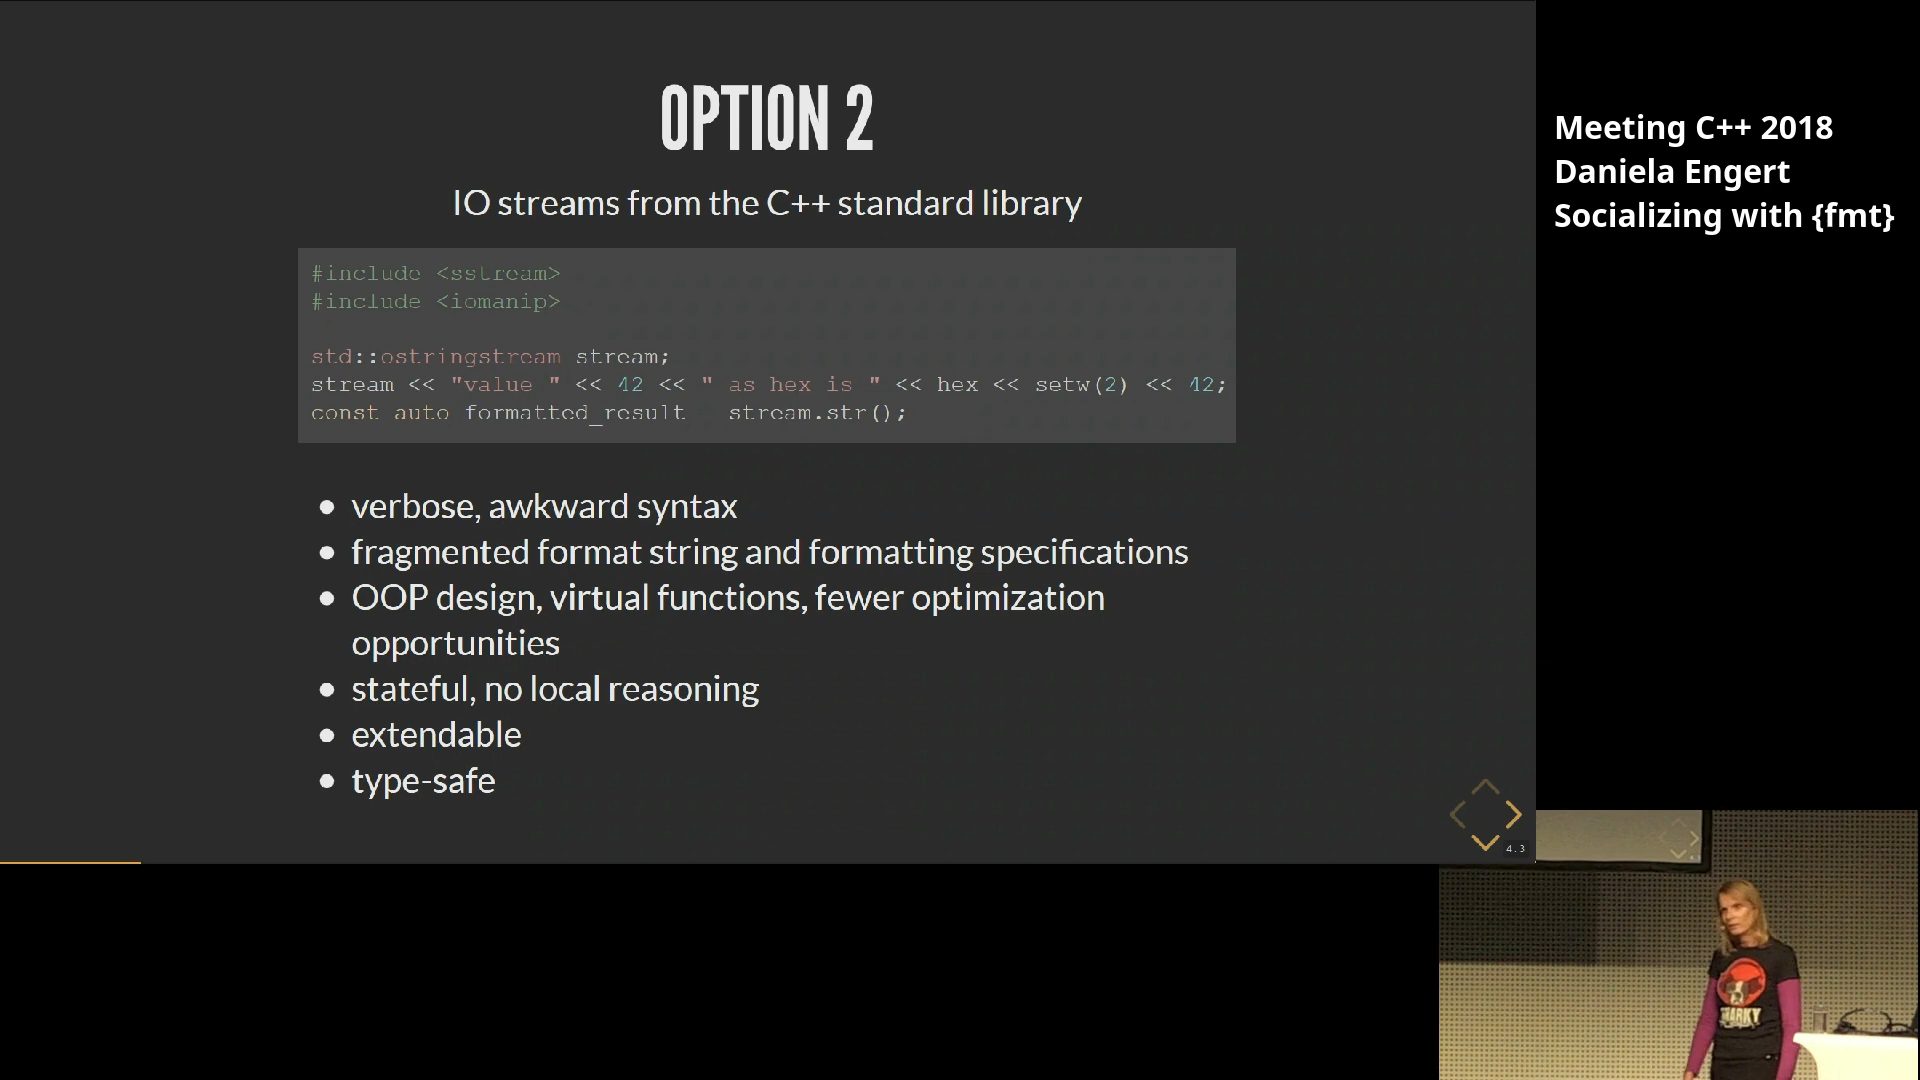 OPTION 2
IO streams from the C++ standard library
#include <sstream>
#include <iomanip>
std::ostringstream stream;
stream << "value " << 42 << " as hex is " << hex << setw(2) << 42;
const auto formatted_result   stream.str();
• verbose, awkward syntax
• fragmented format string and formatting specifications
• OOP design, virtual functions, fewer optimization
opportunities
• stateful, no local reasoning
• extendable
• type-safe
4.3
Meeting C++ 2018
Daniela Engert
Socializing with {fmt}